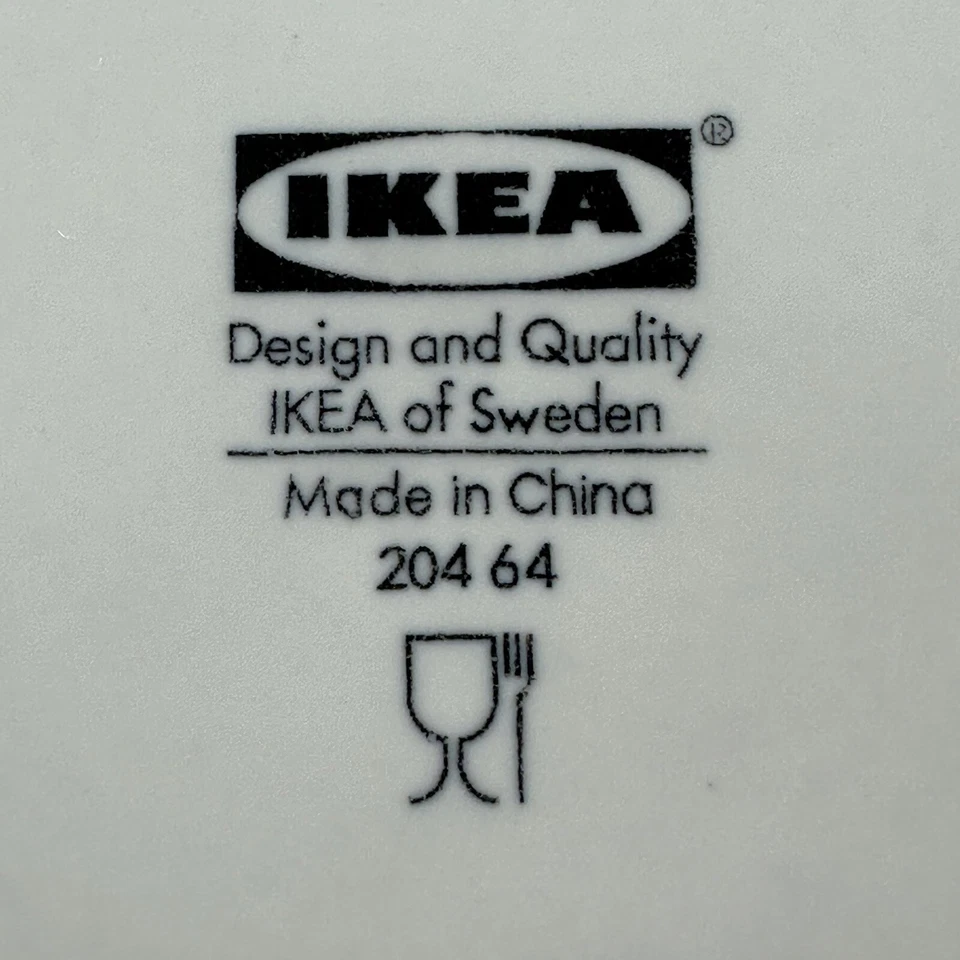 IKEA®
Design and Quality
IKEA of Sweden
Made in China
204 64